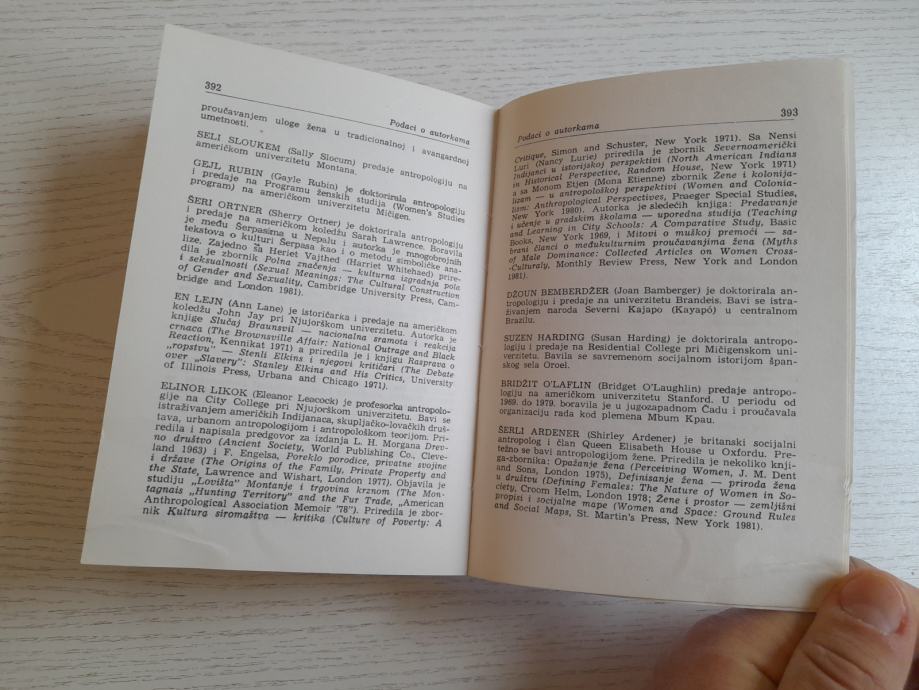 392
Podaci o autorkama
proučavanjem uloge žena u tradicionalnoj i avangardnoj
umetnosti.
SELI SLOUKEM (Sally Slocum) predaje antropologiju na
američkom univerzitetu Montana.
GEJL RUBIN (Gayle Rubin) je doktorirala antropologiju
i predaje na Programu ženskih studija (Women's Studies
program) na američkom univerzitetu Mičigen.
ŠERI ORTNER (Sherry Ortner) je doktorirala antropologiju
i predaje na američkom koledžu Sarah Lawrence. Boravila
je među Šerpasima u Nepalu i autorka je mnogobrojnih
tekstova o kulturi Šerpasa kao i o metodu simboličke ana-
lize. Zajedno sa Heriet Vajthed (Harriet Whitehaed) prire-
dila je zbornik Polna značenja — kulturna izgradnja pola
i seksualnosti (Sexual Meanings: The Cultural Construction
of Gender and Sexuality, Cambridge University Press, Cam-
bridge and London 1981).
EN LEJN (Ann Lane) je istoričarka i predaje na američkom
koledžu John Jay pri Njujorškom univerzitetu. Autorka je
knjige Slučaj Braunsvil — nacionalna sramota i reakcija
crnaca (The Brownsville Affair: National Outrage and Black
Reaction, Kennikat 1971) a priredila je i knjigu Rasprava o
„ropstvu" — Stenli Elkins i njegovi kritičari (The Debate
over „Slavery": Stanley Elkins and His Critics, University
of Illinois Press, Urbana and Chicago 1971).
ELINOR LIKOK (Eleanor Leacock) je profesorka antropolo-
gije na City College pri Njujorškom univerzitetu. Bavi se
istraživanjem američkih Indijanaca, skupljačko-lovačkih druš-
tava, urbanom antropologijom i antropološkom teorijom. Pri-
redila i napisala predgovor za izdanja L. H. Morgana Drev-
no društvo (Ancient Society, World Publishing Co., Cleve-
land 1963) i F. Engelsa, Poreklo porodice, privatne svojine
i države (The Origins of the Family, Private Property and
the State, Lawrence and Wishart, London 1977). Objavila je
studiju „Lovišta" Montanje i trgovina krznom (The Mon-
tagnais „Hunting Territory" and the Fur Trade, „American
Anthropological Association Memoir '78"). Priredila je zbor-
nik Kultura siromaštva — kritika (Culture of Poverty: A
393
Podaci o autorkama
Critique, Simon and Schuster, New York 1971). Sa Nensi
Luri (Nancy Lurie) priredila je zbornik Severnoamerički
Indijanci u istorijskoj perspektivi (North American Indians
in Historical Perspective, Random House, New York 1971)
a sa Monom Etjen (Mona Etienne) zbornik Žene i kolonija-
lizam — u antropološkoj perspektivi (Women and Colonia-
lism: Anthropological Perspectives, Praeger Special Studies,
New York 1980). Autorka je sledećih knjiga: Predavanje
i učenje u gradskim školama — uporedna studija (Teaching
and Learning in City Schools: A Comparative Study, Basic
Books, New York 1969, i Mitovi o muškoj premoći — sa-
brani članci o međukulturnim proučavanjima žena (Myths
of Male Dominance: Collected Articles on Women Cross-
-Culturaly, Monthly Review Press, New York and London
1981).
DŽOUN BEMBERDŽER (Joan Bamberger) je doktorirala an-
tropologiju i predaje na univerzitetu Brandeis. Bavi se istra-
živanjem naroda Severni Kajapo (Kayapó) u centralnom
Brazilu.
SUZEN HARDING (Susan Harding) je doktorirala antropo-
logiju i predaje na Residential College pri Mičigenskom uni-
verzitetu. Bavila se savremenom socijalnom istorijom špan-
skog sela Oroel.
BRIDŽIT O'LAFLIN (Bridget O'Laughlin) predaje antropo-
logiju na američkom univerzitetu Stanford. U periodu od
1969. do 1979. boravila je u jugozapadnom Čadu i proučavala
organizaciju rada kod plemena Mbum Kpau.
ŠERLI ARDENER (Shirley Ardener) je britanski socijalni
antropolog i član Queen Elisabeth House u Oxfordu. Pre-
težno se bavi antropologijom žene. Priredila je nekoliko knji-
ga-zbornika: Opažanje žena (Perceiving Women, J. M. Dent
and Sons, London 1975), Definisanje žena — priroda žena
u društvu (Defining Females: The Nature of Women in So-
ciety, Croom Helm, London 1978; Žene i prostor — zemljišni
propisi i socijalne mape (Women and Space: Ground Rules
and Social Maps, St. Martin's Press, New York 1981).